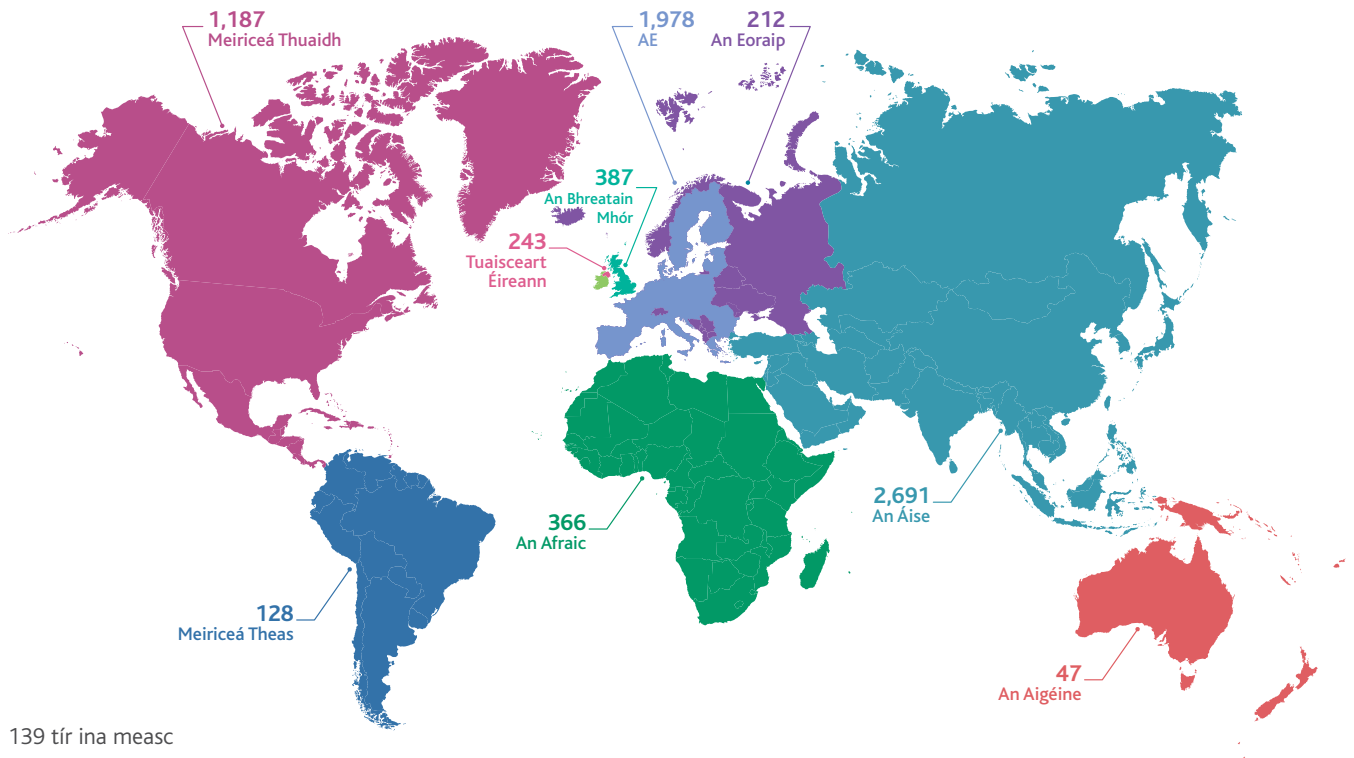 1,187
Meiriceá Thuaidh
1,978
AE
212
An Eoraip
387
An Bhreatain
Mhór
243
Tuaisceart
Éireann
2,691
An Áise
366
An Afraic
128
Meiriceá Theas
47
An Aigéine
139 tír ina measc